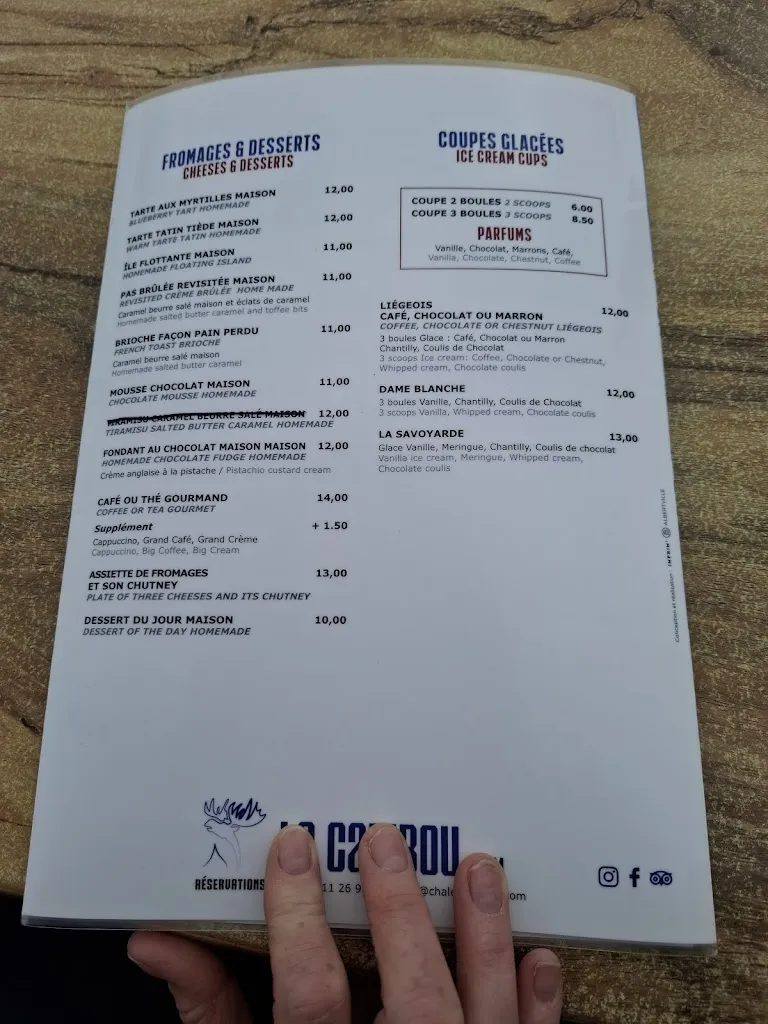 FROMAGES & DESSERTS
CHEESES & DESSERTS
TARTE AUX MYRTILLES MAISON 12,00
BLUEBERRY TART HOMEMADE
TARTE TATIN TIÈDE MAISON 12,00
WARM TARTE TATIN HOMEMADE
ÎLE FLOTTANTE MAISON 11,00
HOMEMADE FLOATING ISLAND
PAS BRÛLÉE REVISITÉE MAISON 11,00
REVISITED CRÈME BRÛLÉE HOME MADE
Caramel beurre salé maison et éclats de caramel
Homemade salted butter caramel and toffee bits
BRIOCHE FAÇON PAIN PERDU 11,00
FRENCH TOAST BRIOCHE
Caramel beurre salé maison
Homemade salted butter caramel
MOUSSE CHOCOLAT MAISON 11,00
CHOCOLATE MOUSSE HOMEMADE
TIRAMISU CARAMEL BEURRE SALÉ MAISON 12,00
TIRAMISU SALTED BUTTER CARAMEL HOMEMADE
FONDANT AU CHOCOLAT MAISON MAISON 12,00
HOMEMADE CHOCOLATE FUDGE HOMEMADE
Crème anglaise à la pistache / Pistachio custard cream
CAFÉ OU THÉ GOURMAND 14,00
COFFEE OR TEA GOURMET
Supplément + 1.50
Cappuccino, Grand Café, Grand Crème
Cappuccino, Big Coffee, Big Cream
ASSIETTE DE FROMAGES 13,00
ET SON CHUTNEY
PLATE OF THREE CHEESES AND ITS CHUTNEY
DESSERT DU JOUR MAISON 10,00
DESSERT OF THE DAY HOMEMADE
COUPES GLACÉES
ICE CREAM CUPS
COUPE 2 BOULES 2 SCOOPS 6.00
COUPE 3 BOULES 3 SCOOPS 8.50
PARFUMS
Vanille, Chocolat, Marrons, Café,
Vanilla, Chocolate, Chestnut, Coffee
LIÉGEOIS
CAFÉ, CHOCOLAT OU MARRON 12,00
COFFEE, CHOCOLATE OR CHESTNUT LIÉGEOIS
3 boules Glace : Café, Chocolat ou Marron
Chantilly, Coulis de Chocolat
3 scoops Ice cream: Coffee, Chocolate or Chestnut,
Whipped cream, Chocolate coulis
DAME BLANCHE 12,00
3 boules Vanille, Chantilly, Coulis de Chocolat
3 scoops Vanilla, Whipped cream, Chocolate coulis
LA SAVOYARDE 13,00
Glace Vanille, Meringue, Chantilly, Coulis de chocolat
Vanilla ice cream, Meringue, Whipped cream,
Chocolate coulis
Conception et réalisation : IMPRIM' ALBERTVILLE
RÉSERVATIONS 11 26 9 @chale om